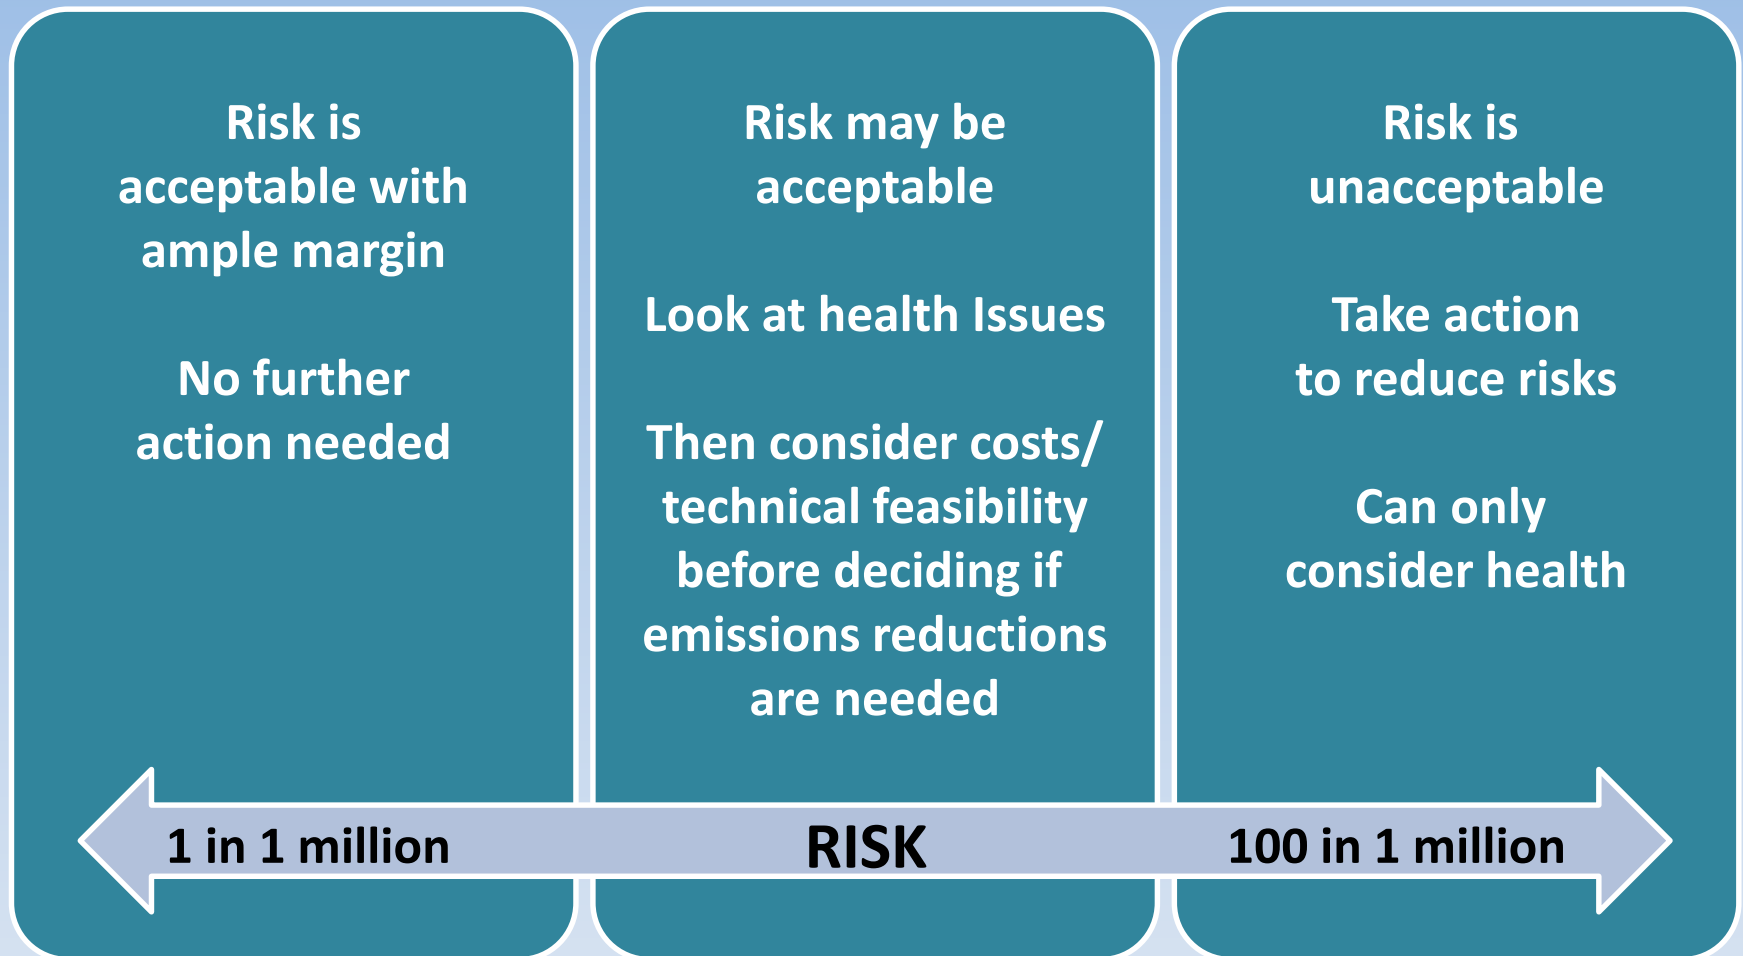 Risk is
acceptable with
ample margin
No further
action needed
Risk may be
acceptable
Look at health Issues
Then consider costs/
technical feasibility
before deciding if
emissions reductions
are needed
Risk is
unacceptable
Take action
to reduce risks
Can only
consider health
1 in 1 million
RISK
100 in 1 million